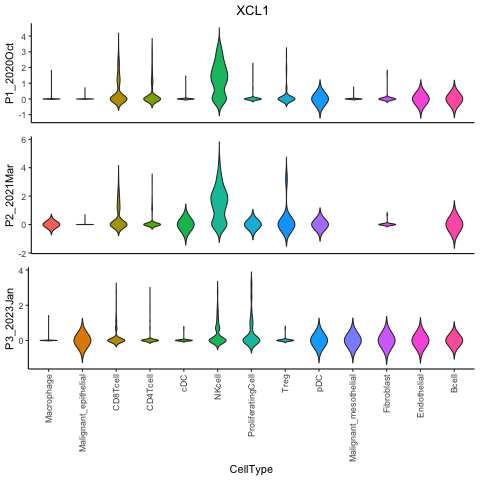 XCL1
P1_2020Oct
4
3
2
1
0
-1
P2_2021Mar
6
4
2
0
-2
P3_2023Jan
4
2
0
Macrophage
Malignant_epithelial
CD8Tcell
CD4Tcell
cDC
NKcell
ProliferatingCell
Treg
pDC
Malignant_mesothelial
Fibroblast
Endothelial
Bcell
CellType